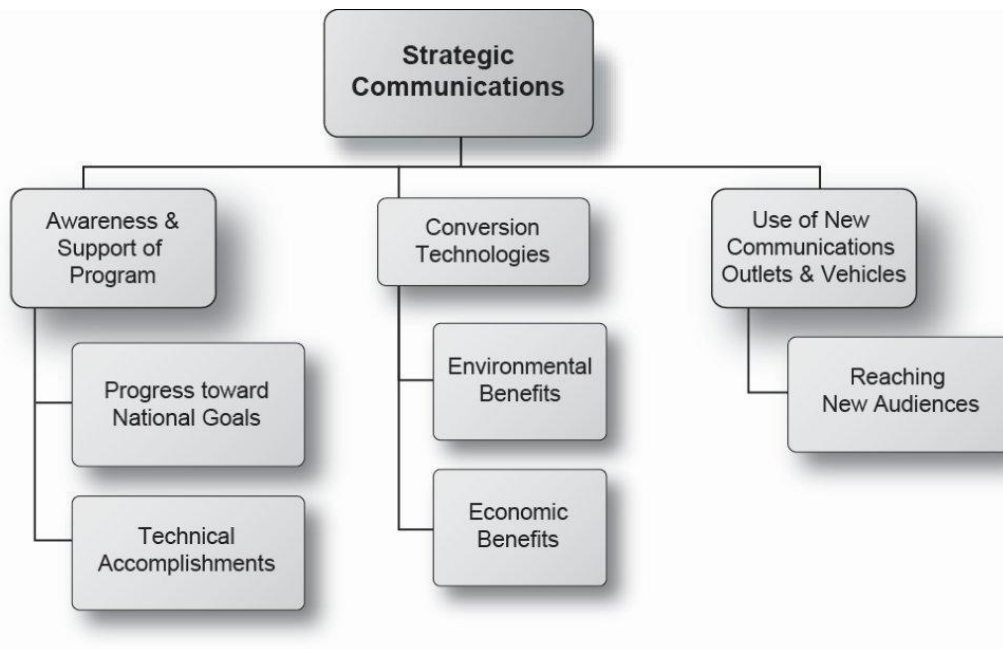 Strategic
Communications
Awareness &
Support of
Program
Conversion
Technologies
Use of New
Communications
Outlets & Vehicles
Progress toward
National Goals
Environmental
Benefits
Reaching
New Audiences
Technical
Accomplishments
Economic
Benefits